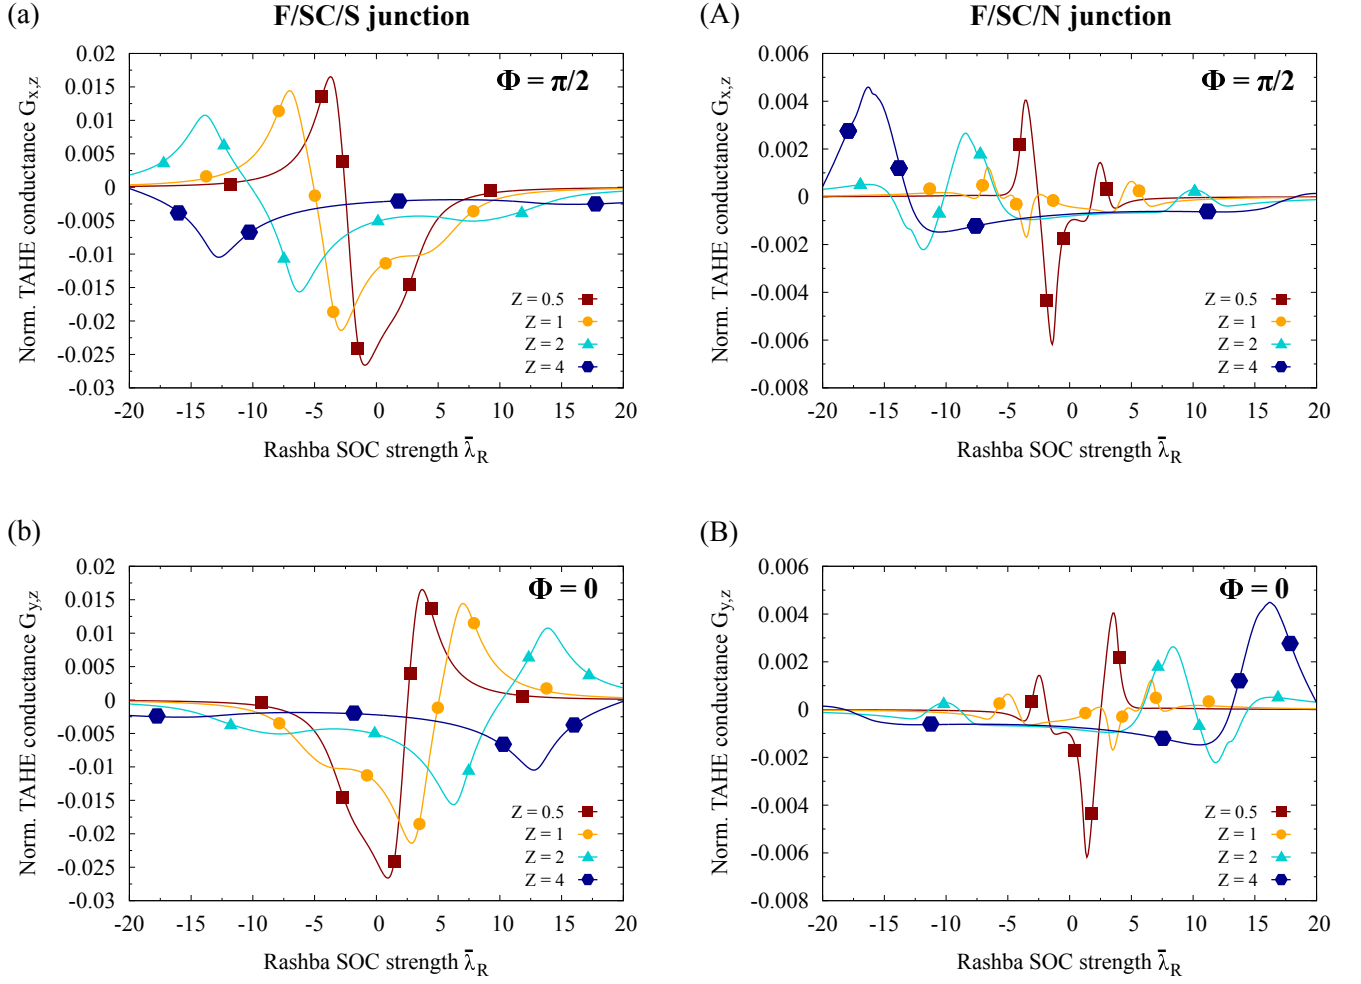 (a)
F/SC/S junction
Φ = π/2
Norm. TAHE conductance G_x,z
0.02
0.015
0.01
0.005
0
-0.005
-0.01
-0.015
-0.02
-0.025
-0.03
Z = 0.5
Z = 1
Z = 2
Z = 4
-20 -15 -10 -5 0 5 10 15 20
Rashba SOC strength λ̄_R
(A)
F/SC/N junction
Φ = π/2
Norm. TAHE conductance G_x,z
0.006
0.004
0.002
0
-0.002
-0.004
-0.006
-0.008
Z = 0.5
Z = 1
Z = 2
Z = 4
-20 -15 -10 -5 0 5 10 15 20
Rashba SOC strength λ̄_R
(b)
Φ = 0
Norm. TAHE conductance G_y,z
0.02
0.015
0.01
0.005
0
-0.005
-0.01
-0.015
-0.02
-0.025
-0.03
Z = 0.5
Z = 1
Z = 2
Z = 4
-20 -15 -10 -5 0 5 10 15 20
Rashba SOC strength λ̄_R
(B)
Φ = 0
Norm. TAHE conductance G_y,z
0.006
0.004
0.002
0
-0.002
-0.004
-0.006
-0.008
Z = 0.5
Z = 1
Z = 2
Z = 4
-20 -15 -10 -5 0 5 10 15 20
Rashba SOC strength λ̄_R